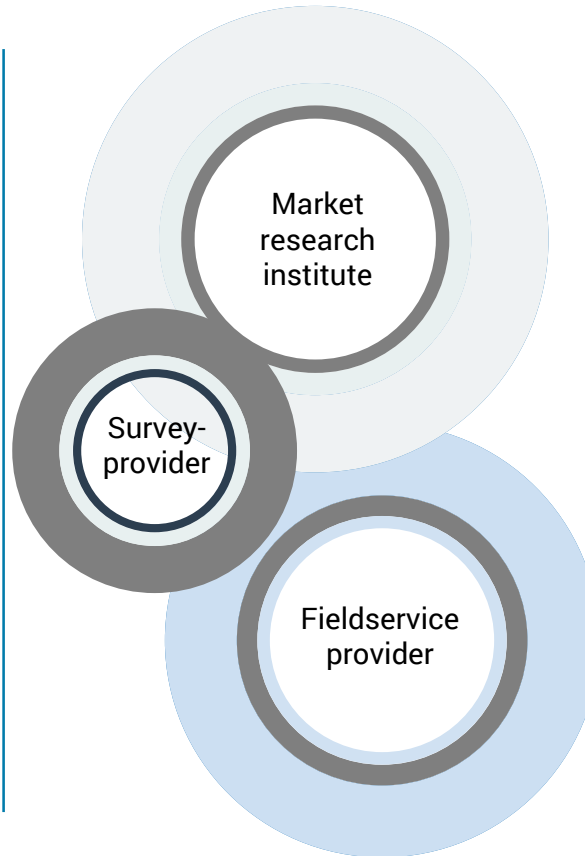 Market
research
institute
Survey-
provider
Fieldservice
provider